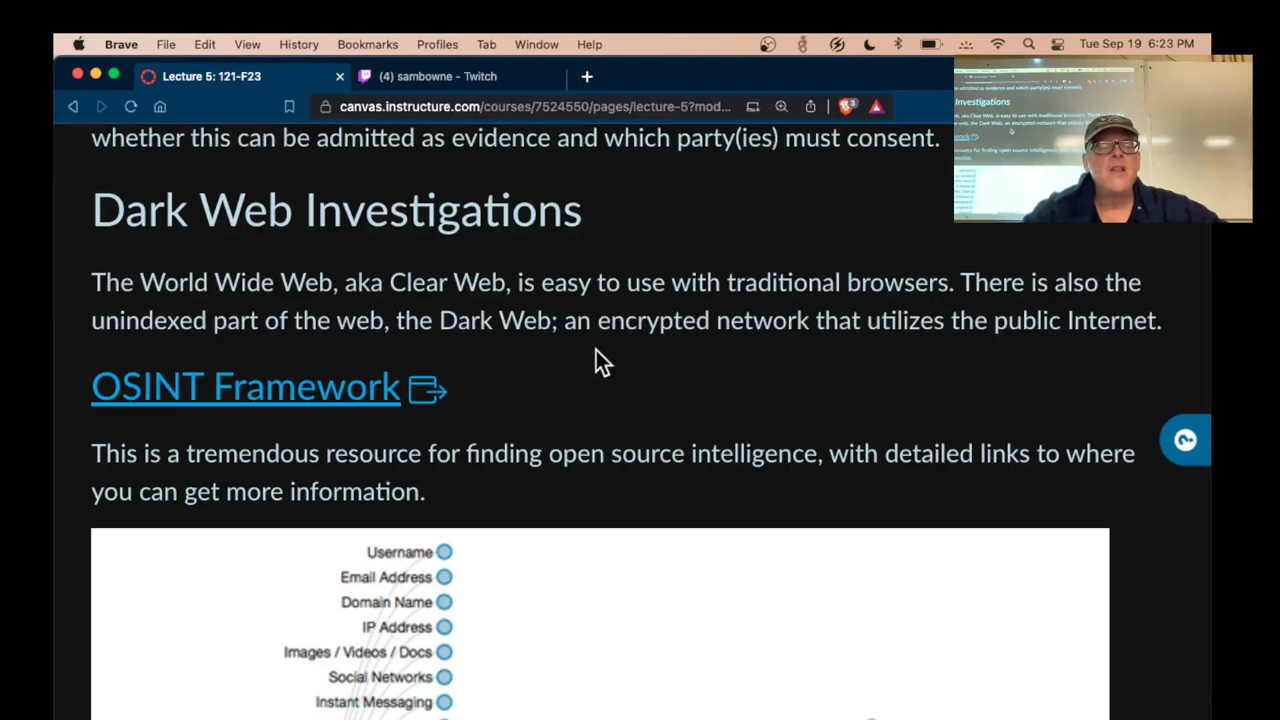 Brave File Edit View History Bookmarks Profiles Tab Window Help Tue Sep 19 6:23 PM
Lecture 5: 121-F23 (4) sambowne - Twitch
canvas.instructure.com/courses/7524550/pages/lecture-5?mod...
whether this can be admitted as evidence and which party(ies) must consent.
Dark Web Investigations
The World Wide Web, aka Clear Web, is easy to use with traditional browsers. There is also the
unindexed part of the web, the Dark Web; an encrypted network that utilizes the public Internet.
OSINT Framework
This is a tremendous resource for finding open source intelligence, with detailed links to where
you can get more information.
Username
Email Address
Domain Name
IP Address
Images / Videos / Docs
Social Networks
Instant Messaging